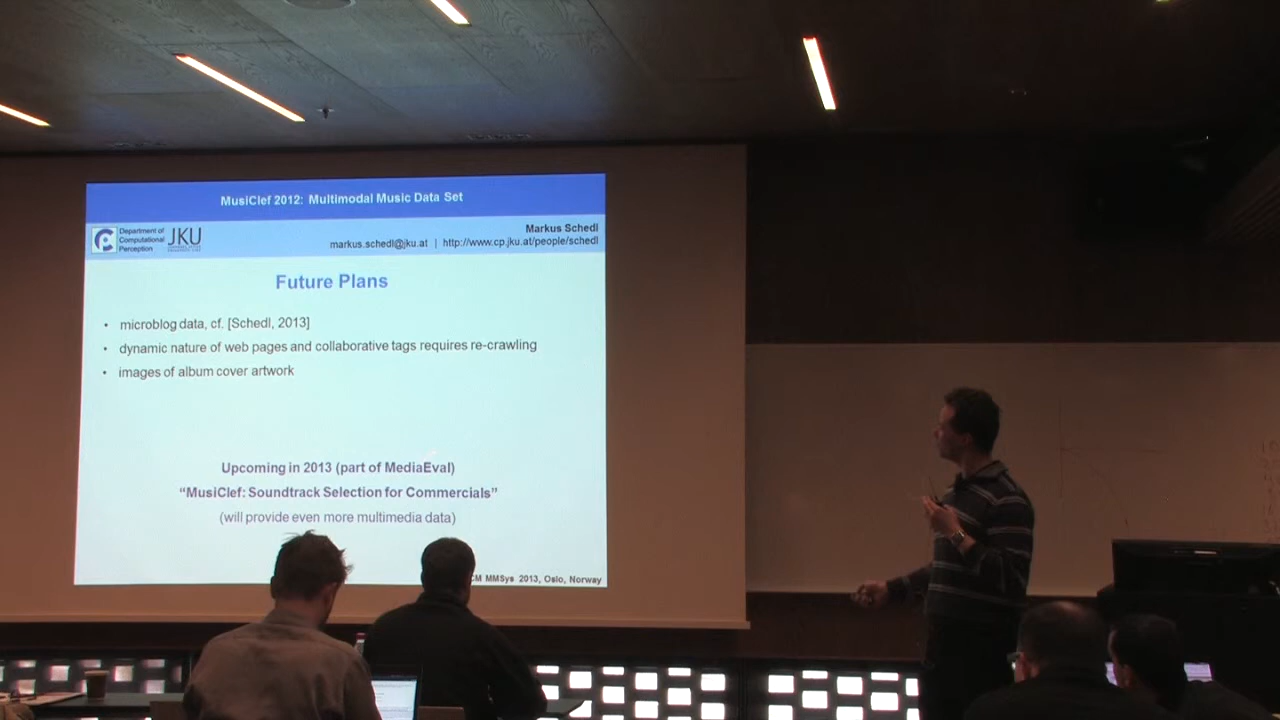 MusiClef 2012: Multimodal Music Data Set
Department of
Computational
Perception
JKU
Markus Schedl
markus.schedl@jku.at | http://www.cp.jku.at/people/schedl
Future Plans
• microblog data, cf. [Schedl, 2013]
• dynamic nature of web pages and collaborative tags requires re-crawling
• images of album cover artwork
Upcoming in 2013 (part of MediaEval)
“MusiClef: Soundtrack Selection for Commercials”
(will provide even more multimedia data)
MMSys 2013, Oslo, Norway